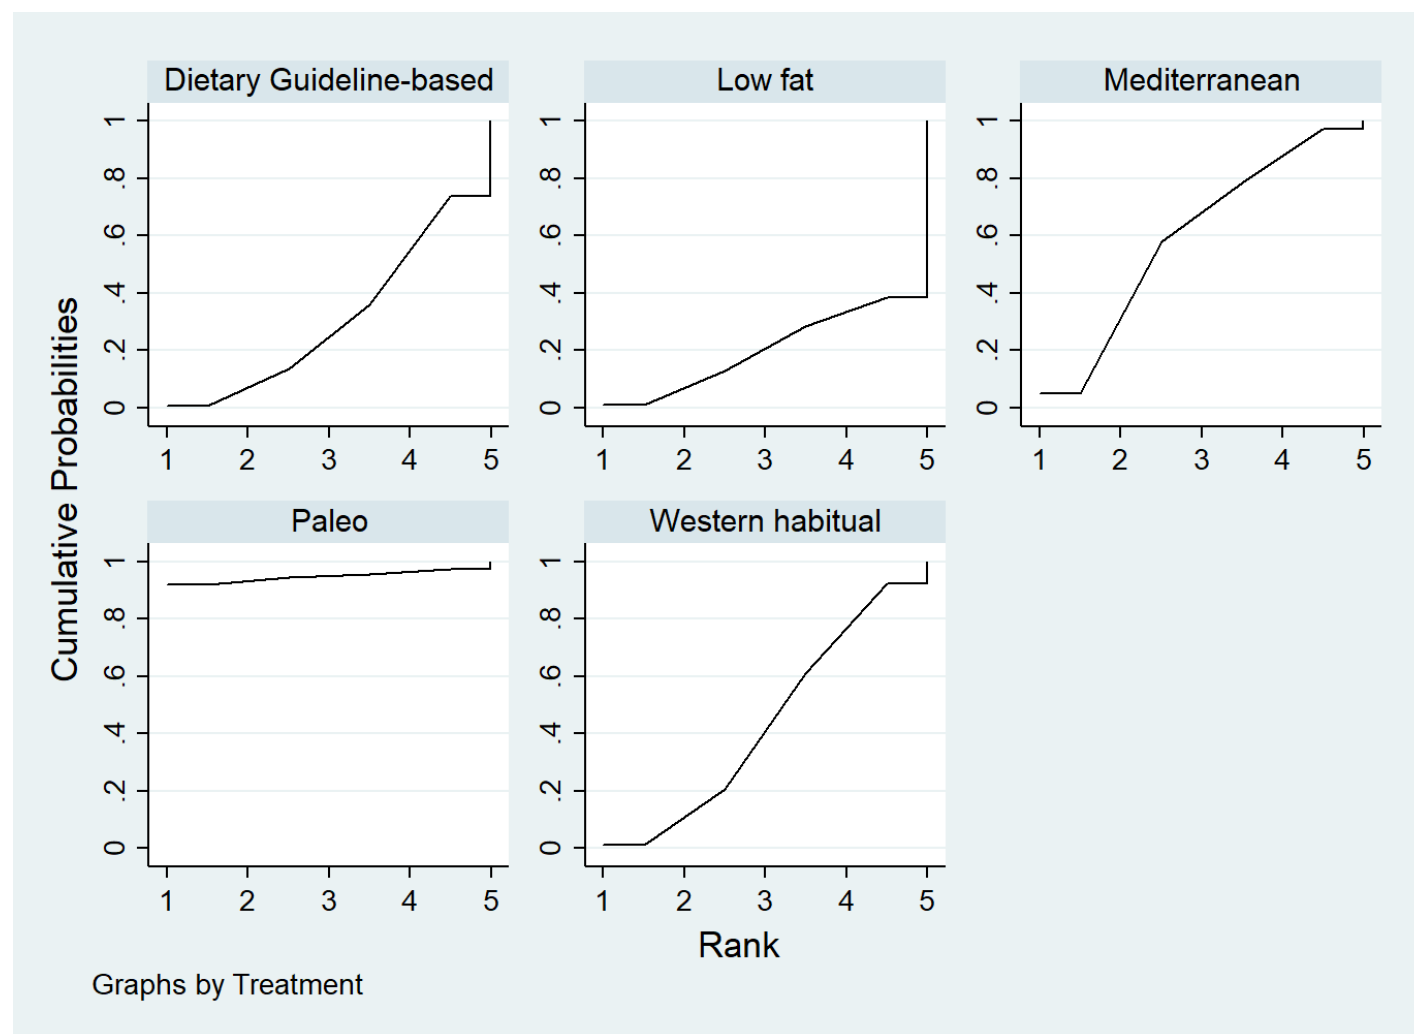 Dietary Guideline-based
Low fat
Mediterranean
0 .2 .4 .6 .8 1
0 .2 .4 .6 .8 1
0 .2 .4 .6 .8 1
1 2 3 4 5
1 2 3 4 5
1 2 3 4 5
Cumulative Probabilities
Paleo
Western habitual
0 .2 .4 .6 .8 1
0 .2 .4 .6 .8 1
1 2 3 4 5
1 2 3 4 5
Rank
Graphs by Treatment